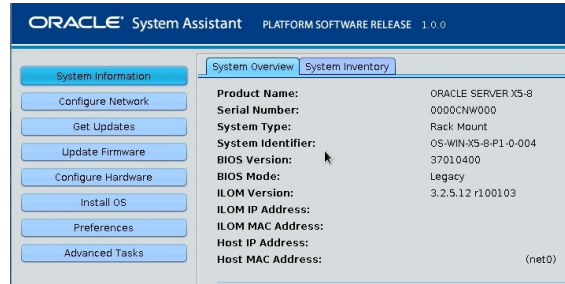 ORACLE System Assistant PLATFORM SOFTWARE RELEASE 1.0.0
System Information
Configure Network
Get Updates
Update Firmware
Configure Hardware
Install OS
Preferences
Advanced Tasks
System Overview System Inventory
Product Name: ORACLE SERVER X5-8
Serial Number: 0000CNW000
System Type: Rack Mount
System Identifier: OS-WIN-X5-8-P1-0-004
BIOS Version: 37010400
BIOS Mode: Legacy
ILOM Version: 3.2.5.12 r100103
ILOM IP Address:
ILOM MAC Address:
Host IP Address:
Host MAC Address: (net0)